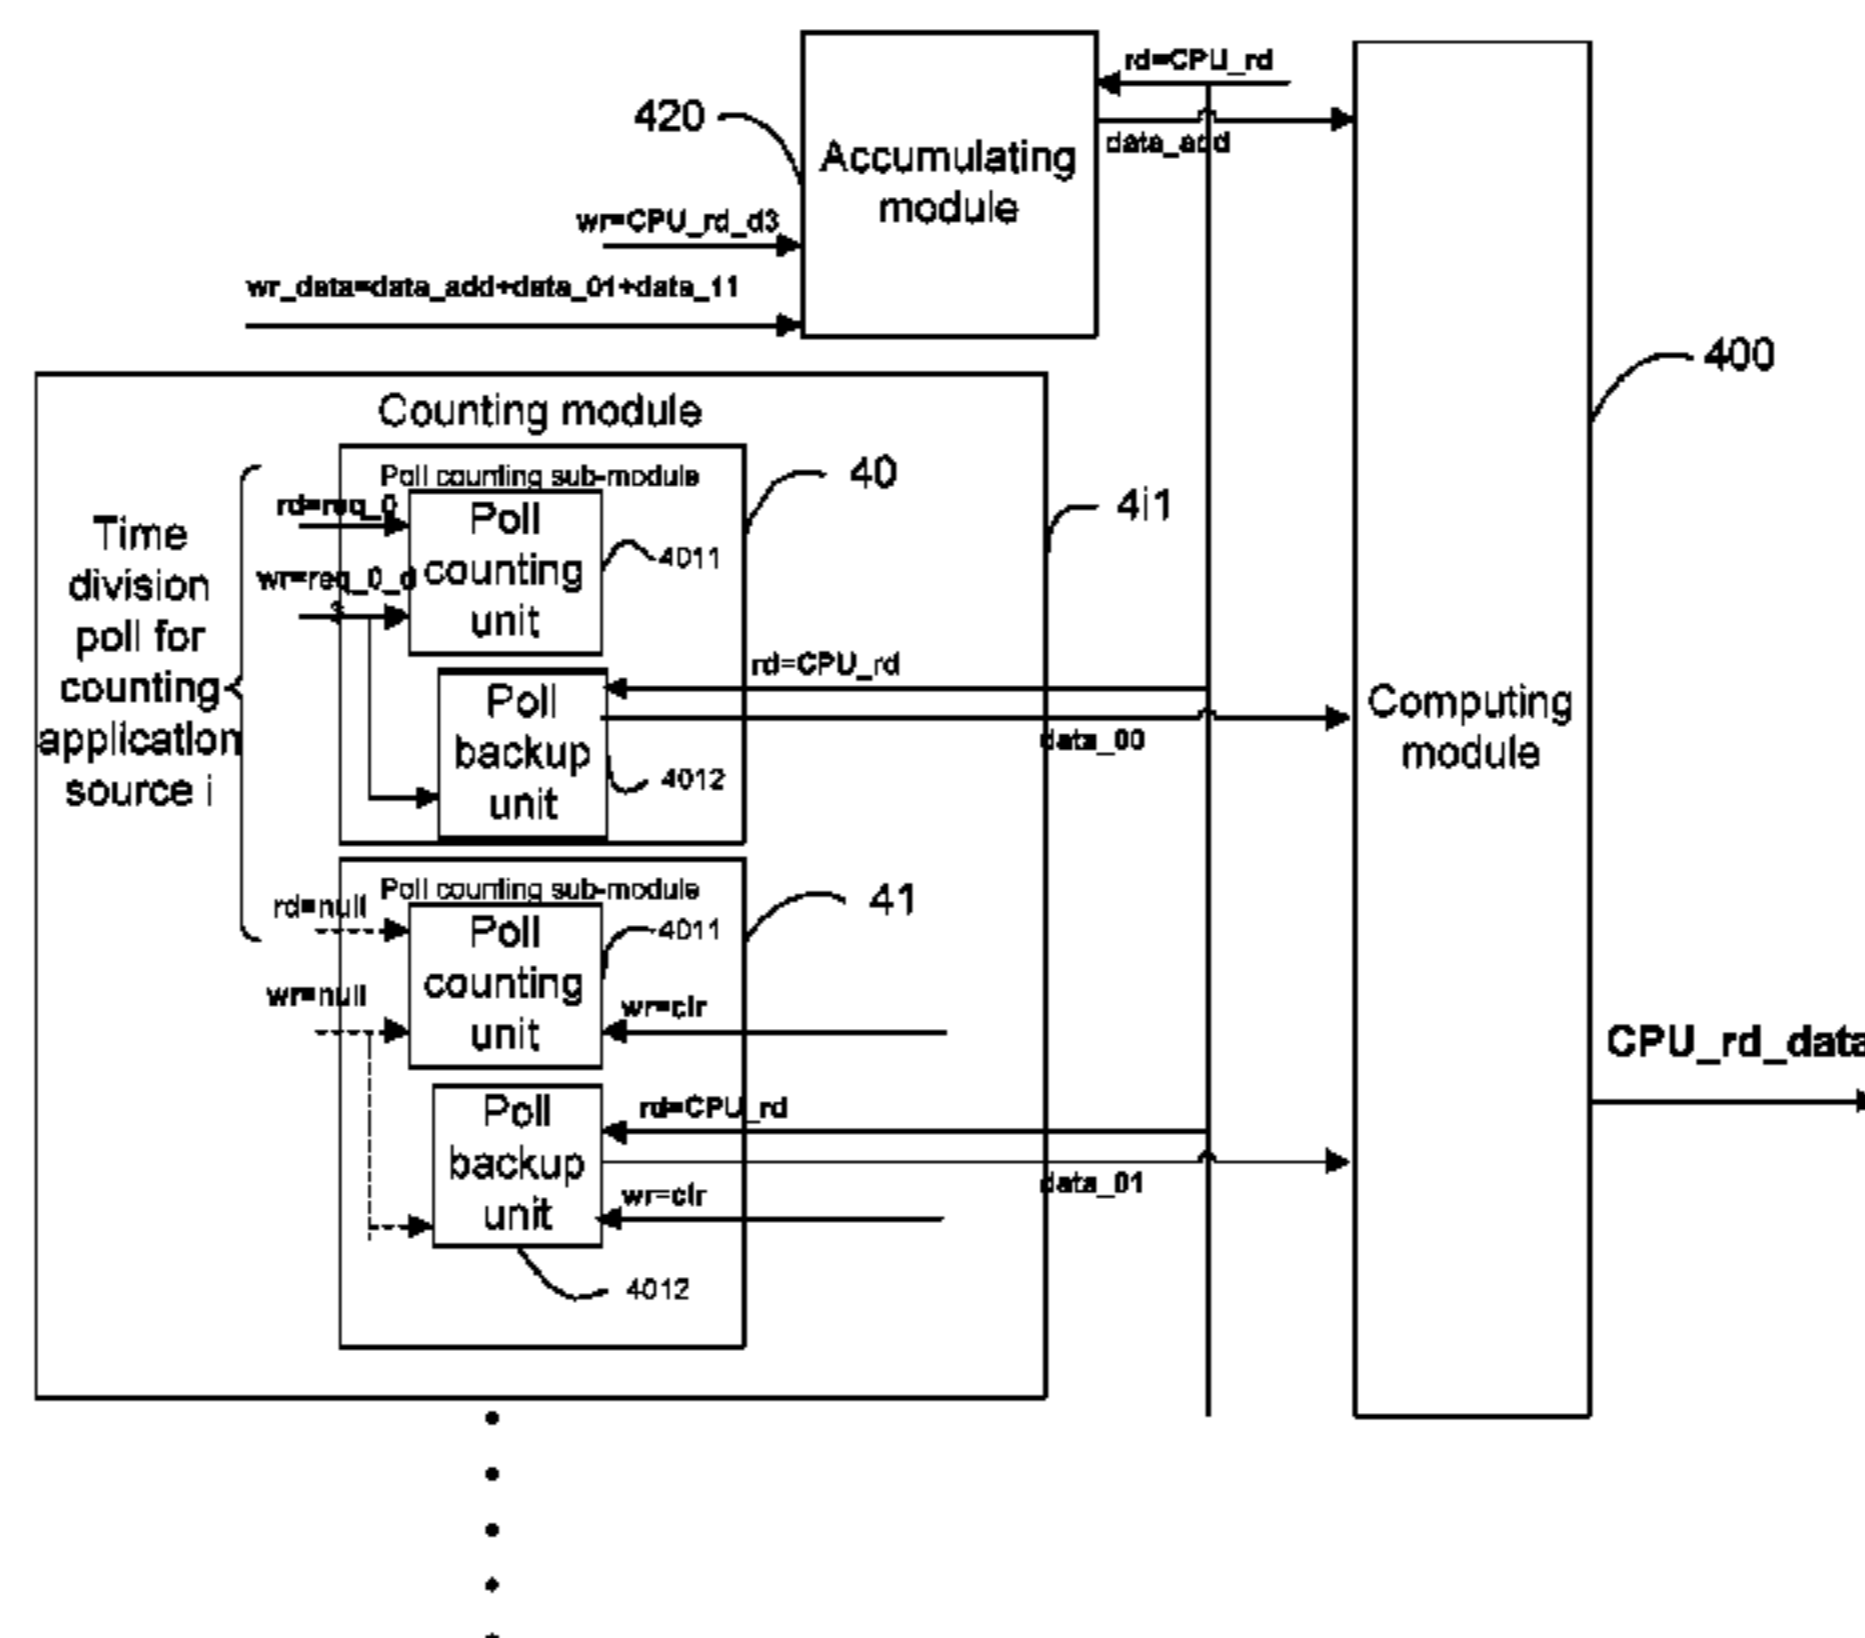 rd=CPU_rd
420
data_add
Accumulating
module
wr=CPU_rd_d3
wr_data=data_add+data_01+data_11
400
Counting module
Poll counting sub-module
40
rd=req_0
4i1
Time
division
poll for
counting
application
source i
Poll
counting
unit
4011
wr=req_0_d
3
rd=CPU_rd
Poll
backup
unit
data_00
4012
Computing
module
Poll counting sub-module
41
rd=null
Poll
counting
unit
4011
wr=null
wr=clr
CPU_rd_data
rd=CPU_rd
Poll
backup
unit
data_01
wr=clr
4012